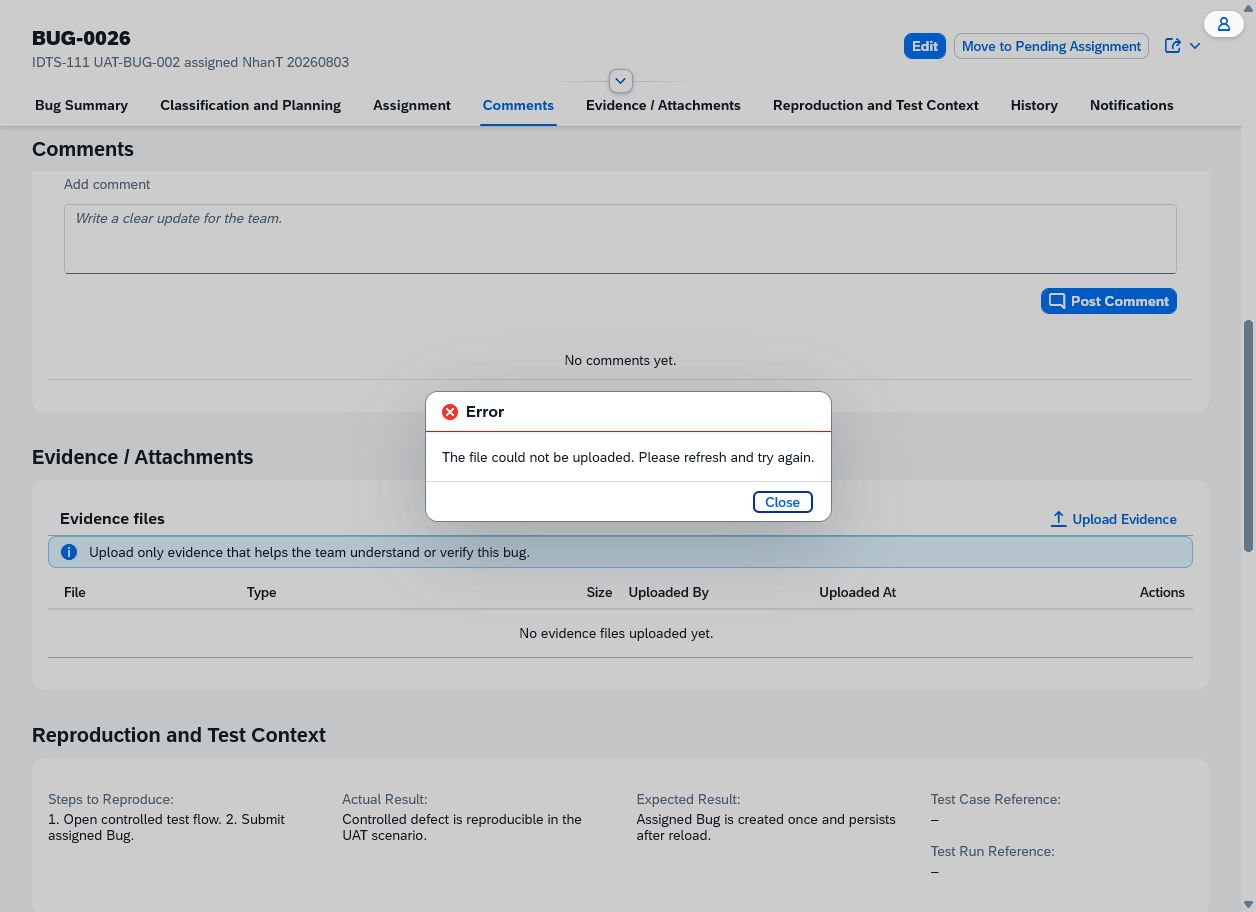 BUG-0026
IDTS-111 UAT-BUG-002 assigned NhanT 20260803
Edit
Move to Pending Assignment
Bug Summary
Classification and Planning
Assignment
Comments
Evidence / Attachments
Reproduction and Test Context
History
Notifications
Comments
Add comment
Write a clear update for the team.
Post Comment
No comments yet.
Error
The file could not be uploaded. Please refresh and try again.
Close
Evidence / Attachments
Evidence files
Upload Evidence
Upload only evidence that helps the team understand or verify this bug.
File
Type
Size
Uploaded By
Uploaded At
Actions
No evidence files uploaded yet.
Reproduction and Test Context
Steps to Reproduce:
1. Open controlled test flow. 2. Submit
assigned Bug.
Actual Result:
Controlled defect is reproducible in the
UAT scenario.
Expected Result:
Assigned Bug is created once and persists
after reload.
Test Case Reference:
–
Test Run Reference:
–